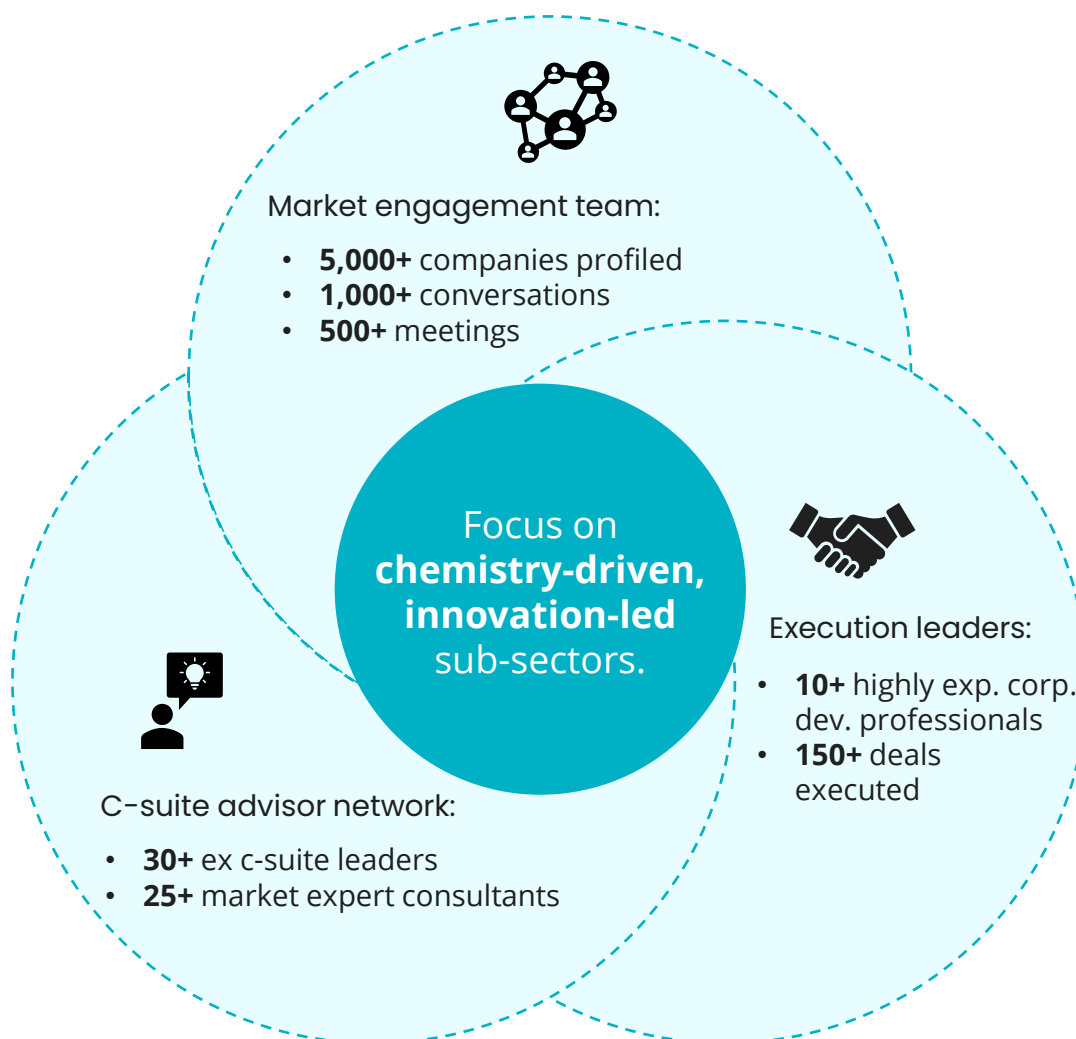 Market engagement team:
• 5,000+ companies profiled
• 1,000+ conversations
• 500+ meetings
Focus on
chemistry-driven,
innovation-led
sub-sectors.
Execution leaders:
• 10+ highly exp. corp.
dev. professionals
• 150+ deals
executed
C-suite advisor network:
• 30+ ex c-suite leaders
• 25+ market expert consultants